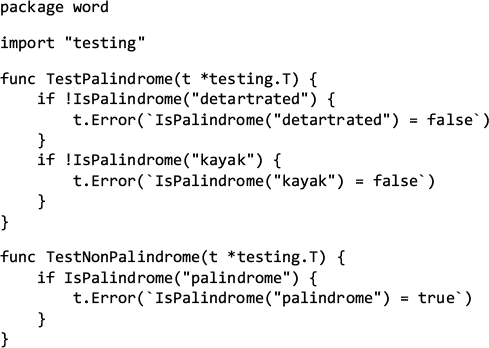 package word

import "testing"

func TestPalindrome(t *testing.T) {
    if !IsPalindrome("detartrated") {
        t.Error(`IsPalindrome("detartrated") = false`)
    }
    if !IsPalindrome("kayak") {
        t.Error(`IsPalindrome("kayak") = false`)
    }
}

func TestNonPalindrome(t *testing.T) {
    if IsPalindrome("palindrome") {
        t.Error(`IsPalindrome("palindrome") = true`)
    }
}